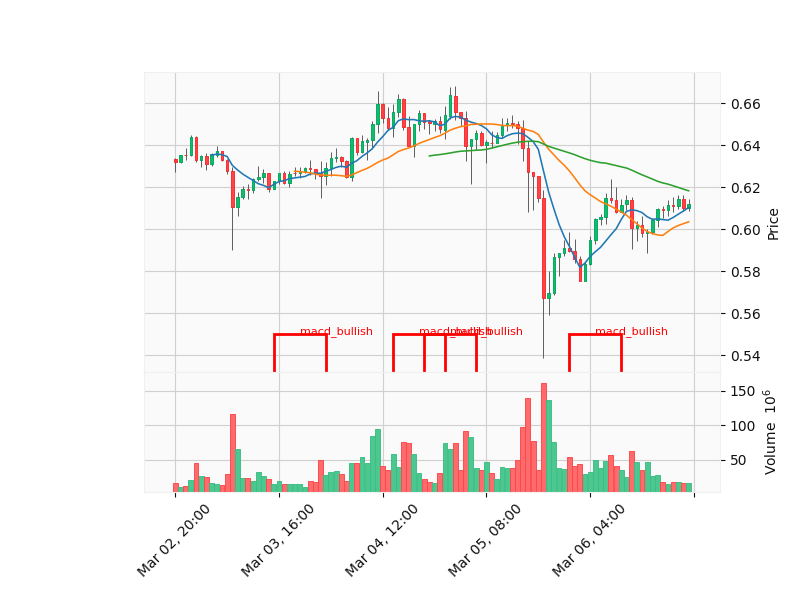 0.66
0.64
0.62
0.60
0.58
0.56
0.54
Price
macd_bullish
macd_bullish
macd_bullish
macd_bullish
150
100
50
Volume 10^6
Mar 02, 20:00
Mar 03, 16:00
Mar 04, 12:00
Mar 05, 08:00
Mar 06, 04:00